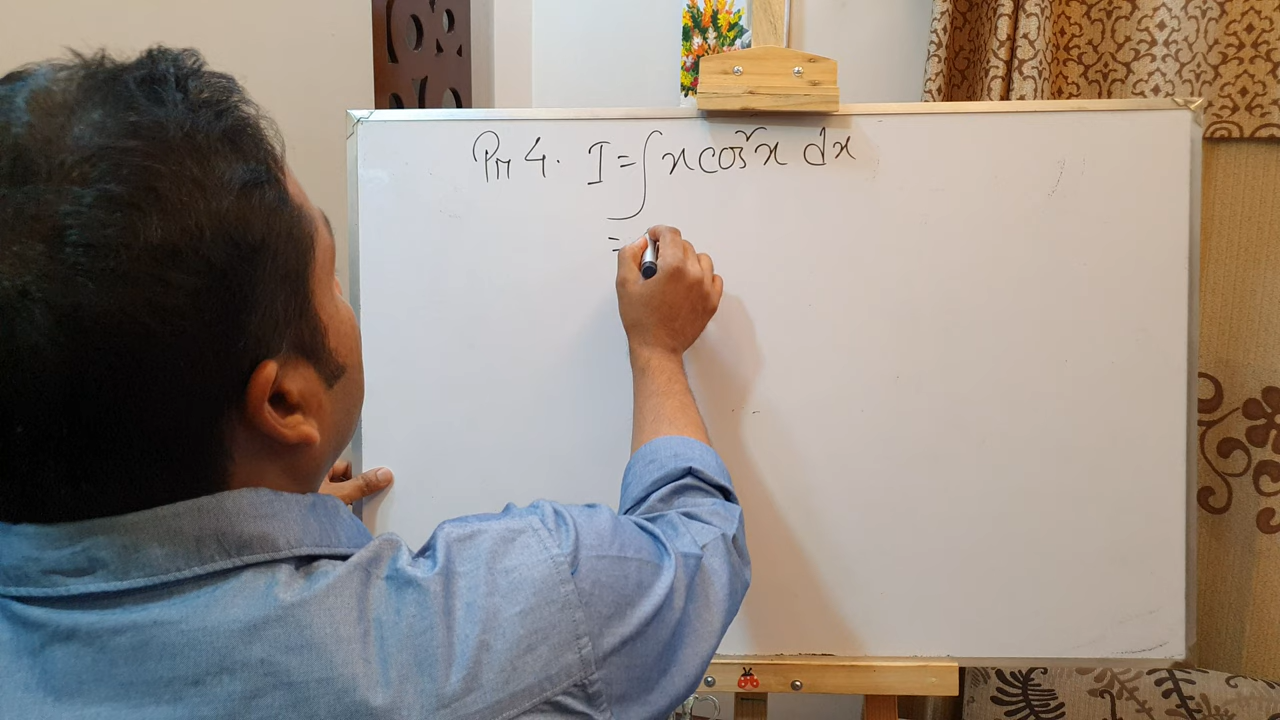 Pr 4. I = ∫ x cos²x dx
=